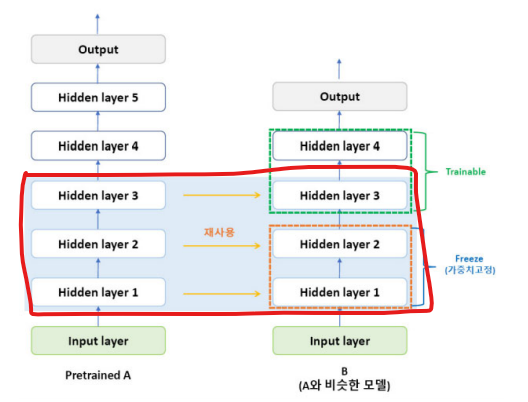 Output
Hidden layer 5
Hidden layer 4
Hidden layer 3
Hidden layer 2
Hidden layer 1
Input layer
Pretrained A
재사용
Output
Hidden layer 4
Hidden layer 3
Hidden layer 2
Hidden layer 1
Input layer
B
(A와 비슷한 모델)
Trainable
Freeze
(가중치고정)